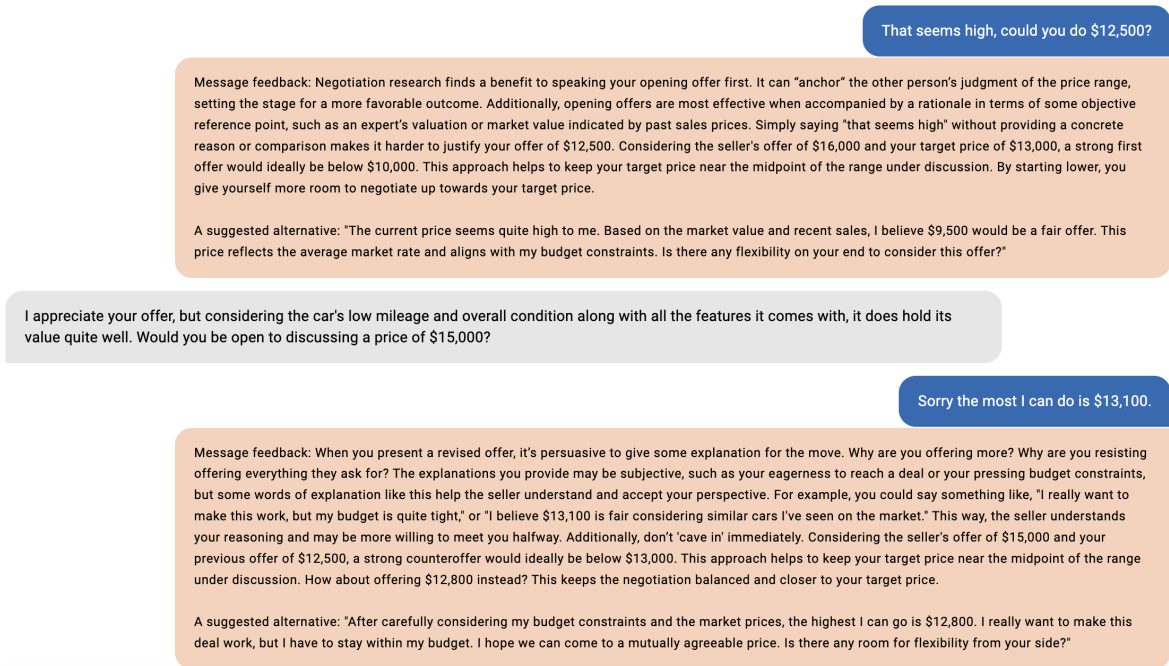 That seems high, could you do $12,500?
Message feedback: Negotiation research finds a benefit to speaking your opening offer first. It can “anchor” the other person’s judgment of the price range,
setting the stage for a more favorable outcome. Additionally, opening offers are most effective when accompanied by a rationale in terms of some objective
reference point, such as an expert’s valuation or market value indicated by past sales prices. Simply saying "that seems high" without providing a concrete
reason or comparison makes it harder to justify your offer of $12,500. Considering the seller's offer of $16,000 and your target price of $13,000, a strong first
offer would ideally be below $10,000. This approach helps to keep your target price near the midpoint of the range under discussion. By starting lower, you
give yourself more room to negotiate up towards your target price.
A suggested alternative: "The current price seems quite high to me. Based on the market value and recent sales, I believe $9,500 would be a fair offer. This
price reflects the average market rate and aligns with my budget constraints. Is there any flexibility on your end to consider this offer?"
I appreciate your offer, but considering the car's low mileage and overall condition along with all the features it comes with, it does hold its
value quite well. Would you be open to discussing a price of $15,000?
Sorry the most I can do is $13,100.
Message feedback: When you present a revised offer, it’s persuasive to give some explanation for the move. Why are you offering more? Why are you resisting
offering everything they ask for? The explanations you provide may be subjective, such as your eagerness to reach a deal or your pressing budget constraints,
but some words of explanation like this help the seller understand and accept your perspective. For example, you could say something like, "I really want to
make this work, but my budget is quite tight," or "I believe $13,100 is fair considering similar cars I've seen on the market." This way, the seller understands
your reasoning and may be more willing to meet you halfway. Additionally, don’t 'cave in' immediately. Considering the seller's offer of $15,000 and your
previous offer of $12,500, a strong counteroffer would ideally be below $13,000. This approach helps to keep your target price near the midpoint of the range
under discussion. How about offering $12,800 instead? This keeps the negotiation balanced and closer to your target price.
A suggested alternative: "After carefully considering my budget constraints and the market prices, the highest I can go is $12,800. I really want to make this
deal work, but I have to stay within my budget. I hope we can come to a mutually agreeable price. Is there any room for flexibility from your side?"